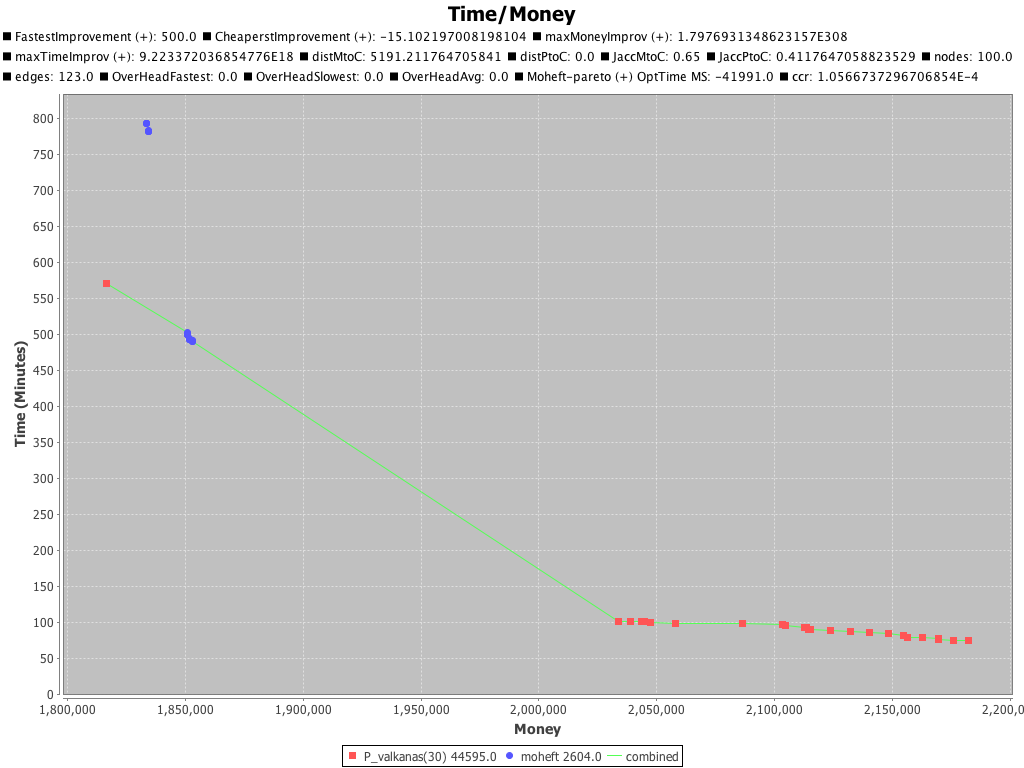 Time/Money
FastestImprovement (+): 500.0 CheaperstImprovement (+): -15.102197008198104 maxMoneyImprov (+): 1.7976931348623157E308
maxTimeImprov (+): 9.223372036854776E18 distMtoC: 5191.211764705841 distPtoC: 0.0 JaccMtoC: 0.65 JaccPtoC: 0.4117647058823529 nodes: 100.0
edges: 123.0 OverHeadFastest: 0.0 OverHeadSlowest: 0.0 OverHeadAvg: 0.0 Moheft-pareto (+) OptTime MS: -41991.0 ccr: 1.0566737296706854E-4
800
750
700
650
600
550
500
450
400
350
300
250
200
150
100
50
0
Time (Minutes)
1,800,000 1,850,000 1,900,000 1,950,000 2,000,000 2,050,000 2,100,000 2,150,000 2,200,0
Money
P_valkanas(30) 44595.0 moheft 2604.0 combined